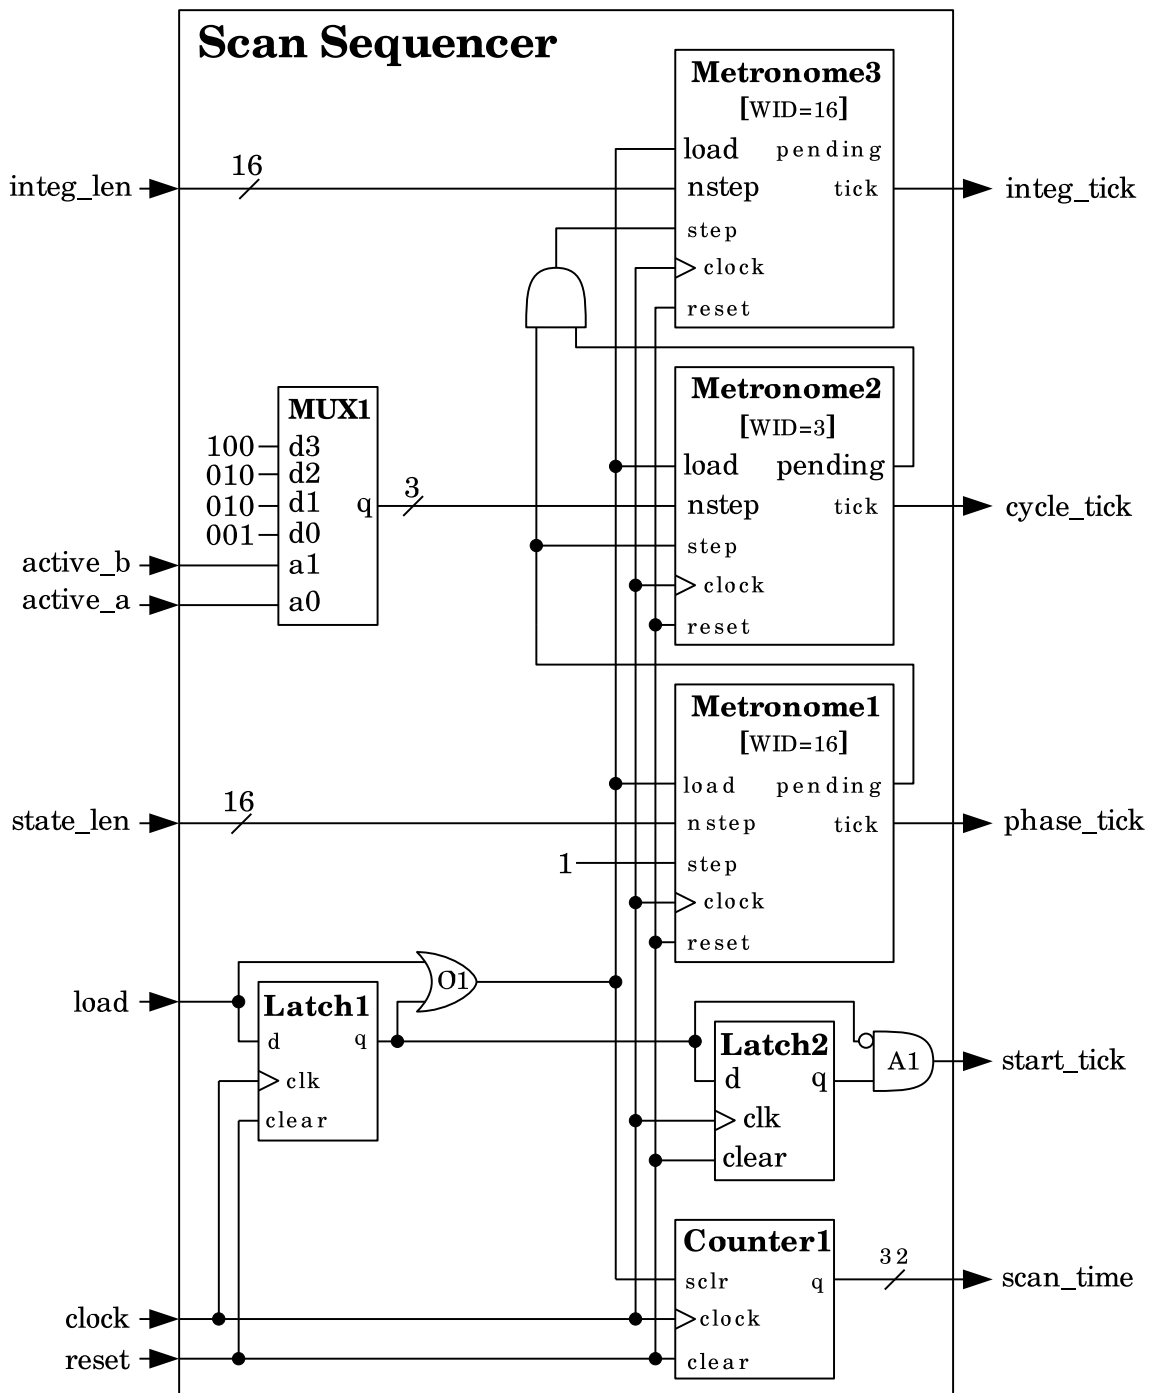 Scan Sequencer
Metronome3
[WID=16]
load pending
nstep tick
step
clock
reset
integ_len
16
integ_tick
MUX1
100 d3
010 d2
010 d1 q
001 d0
a1
a0
active_b
active_a
3
Metronome2
[WID=3]
load pending
nstep tick
step
clock
reset
cycle_tick
Metronome1
[WID=16]
load pending
nstep tick
step
clock
reset
state_len
16
1
phase_tick
load
O1
Latch1
d q
clk
clear
Latch2
d q
clk
clear
A1
start_tick
Counter1
sclr q
clock
clear
32
scan_time
clock
reset